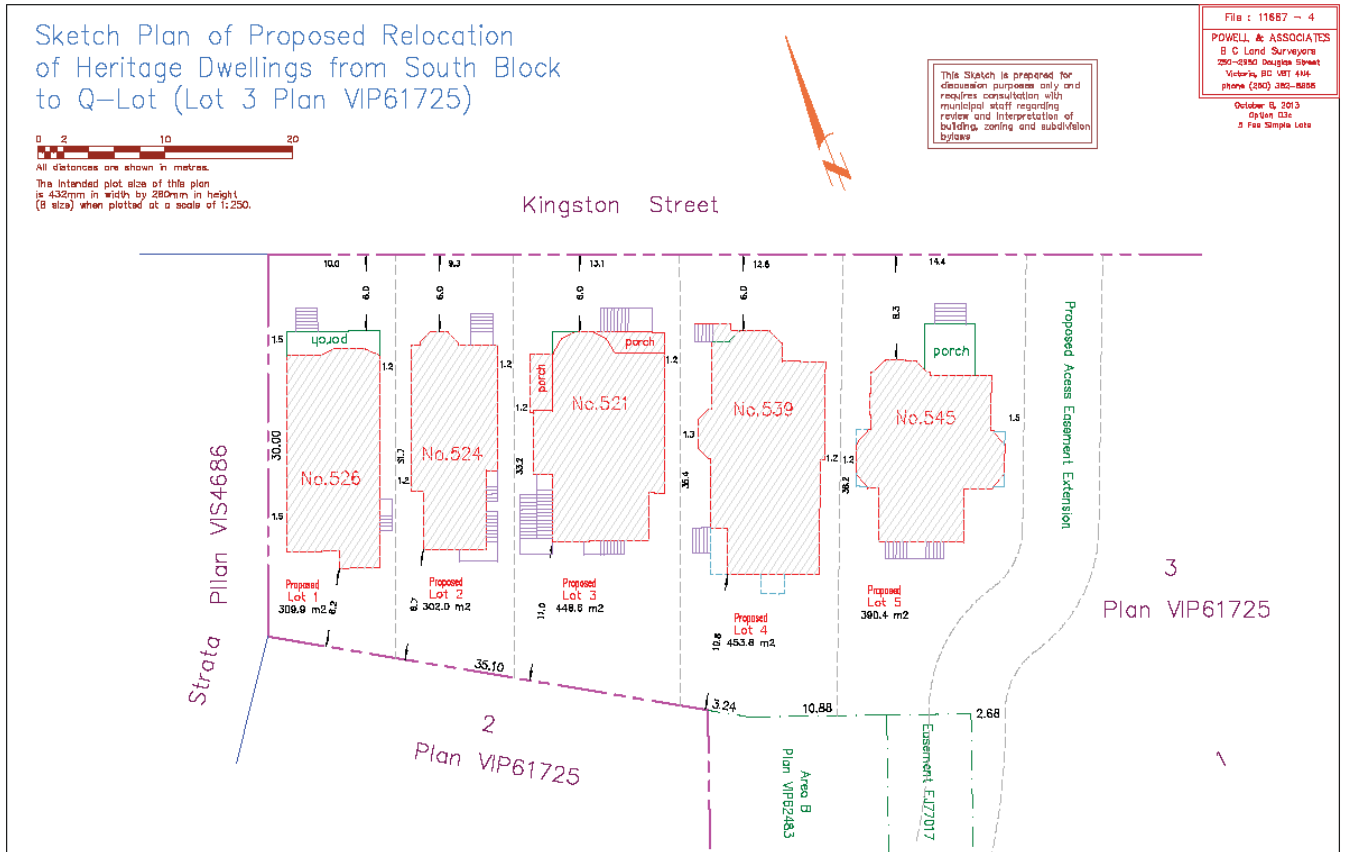 Sketch Plan of Proposed Relocation
of Heritage Dwellings from South Block
to Q-Lot (Lot 3 Plan VIP61725)
0 2 10 20
All distances are shown in metres.
The intended plot size of this plan
is 432mm in width by 280mm in height
(B size) when plotted at a scale of 1:250.
This Sketch is prepared for
discussion purposes only and
requires consultation with
municipal staff regarding
review and interpretation of
building, zoning and subdivision
bylaws
File : 11687 - 4
POWELL & ASSOCIATES
B C Land Surveyors
250-2950 Douglas Street
Victoria, BC V8T 4N4
phone (250) 382-8855
October 8, 2013
5 Fee Simple Lots
Kingston Street
10.0 9.3 13.1 12.6 14.4
6.0 6.0 6.0 6.0 8.3
1.5
porch
porch
porch
porch
1.2
1.2
1.2
1.2
1.5
1.3
No.526
No.524
No.521
No.539
No.545
30.00
33.2
1.2
1.2
1.2
1.5
Strata Pllan VIS4686
Proposed
Lot 1
309.9 m2
Proposed
Lot 2
302.0 m2
Proposed
Lot 3
448.6 m2
Proposed
Lot 4
453.8 m2
Proposed
Lot 5
390.4 m2
11.0
35.10
3.24
10.88
2.68
2
Plan VIP61725
Area B
Plan VIP62483
Easement EJ77017
Proposed Acess Easement Extension
3
Plan VIP61725
1